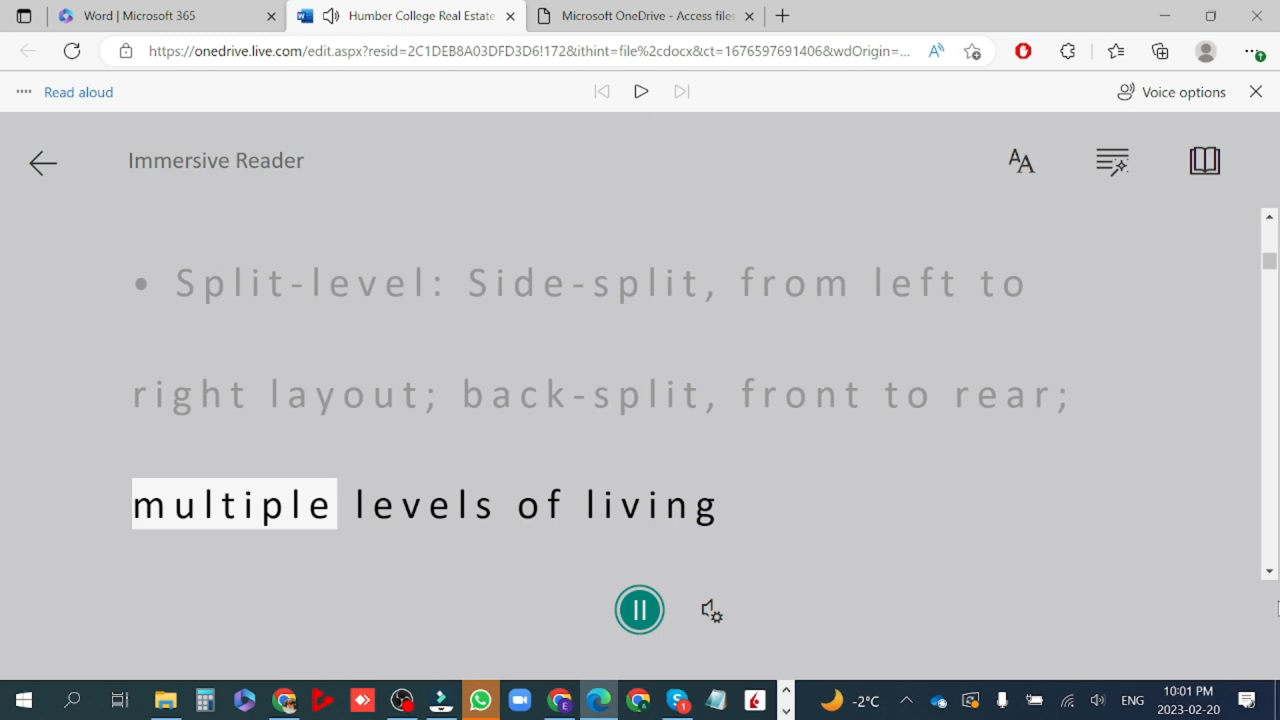 Word | Microsoft 365
Humber College Real Estate
Microsoft OneDrive - Access files
https://onedrive.live.com/edit.aspx?resid=2C1DEB8A03DFD3D6!172&ithint=file%2cdocx&ct=1676597691406&wdOrigin=...
Read aloud
Voice options
Immersive Reader
• Split-level: Side-split, from left to
right layout; back-split, front to rear;
multiple levels of living
-2°C
ENG
10:01 PM
2023-02-20